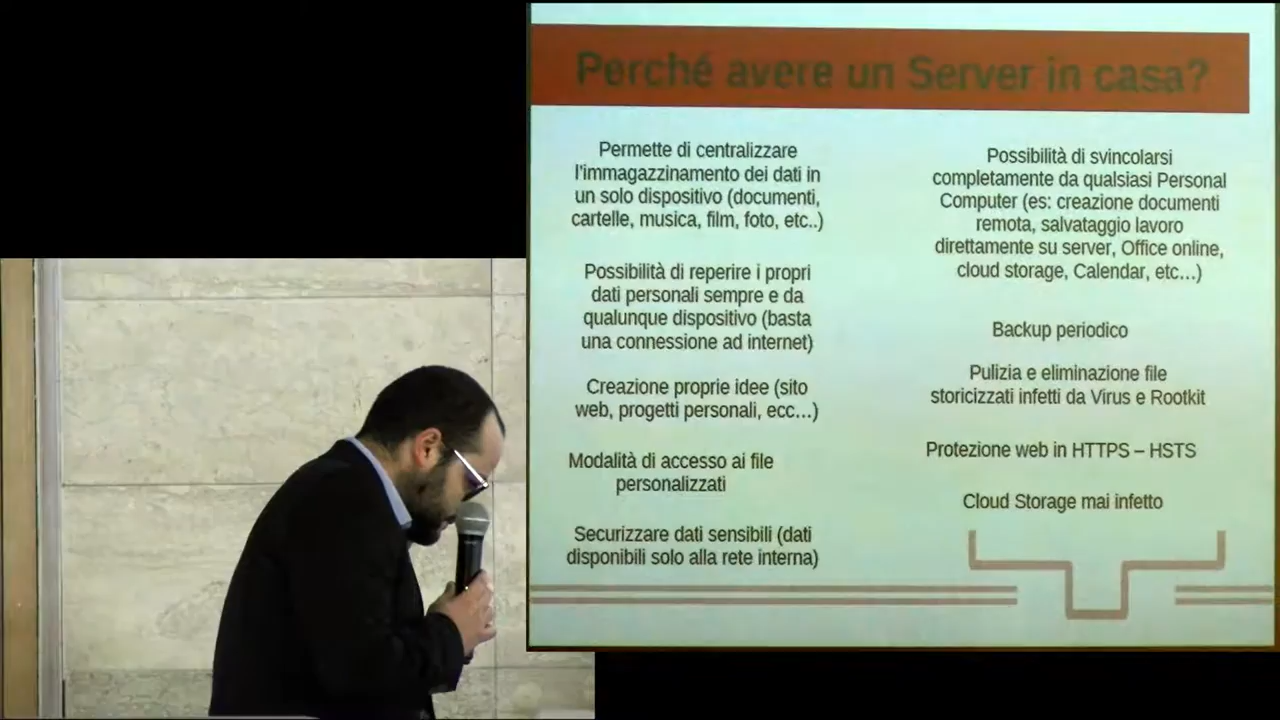 Perché avere un Server in casa?
Permette di centralizzare
l'immagazzinamento dei dati in
un solo dispositivo (documenti,
cartelle, musica, film, foto, etc..)
Possibilità di reperire i propri
dati personali sempre e da
qualunque dispositivo (basta
una connessione ad internet)
Creazione proprie idee (sito
web, progetti personali, ecc...)
Modalità di accesso ai file
personalizzati
Securizzare dati sensibili (dati
disponibili solo alla rete interna)
Possibilità di svincolarsi
completamente da qualsiasi Personal
Computer (es: creazione documenti
remota, salvataggio lavoro
direttamente su server, Office online,
cloud storage, Calendar, etc...)
Backup periodico
Pulizia e eliminazione file
storicizzati infetti da Virus e Rootkit
Protezione web in HTTPS – HSTS
Cloud Storage mai infetto